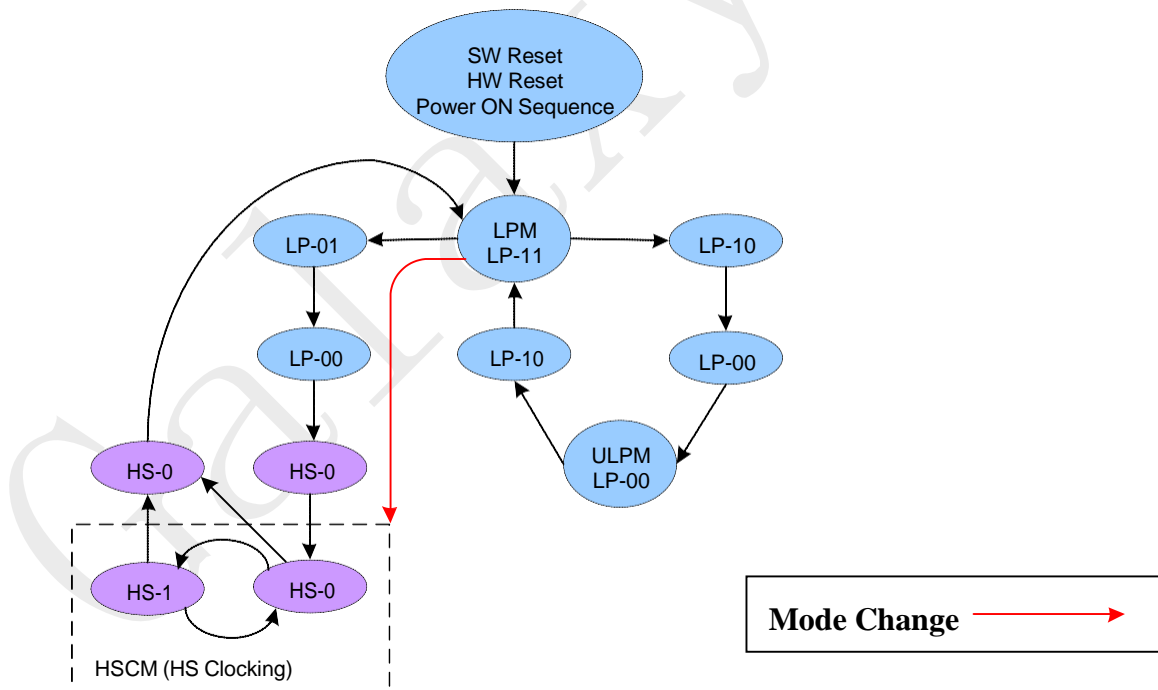 SW Reset
HW Reset
Power ON Sequence
LPM
LP-11
LP-01
LP-10
LP-00
LP-10
LP-00
ULPM
LP-00
HS-0
HS-0
HS-1
HS-0
HSCM (HS Clocking)
Mode Change
Galaxy